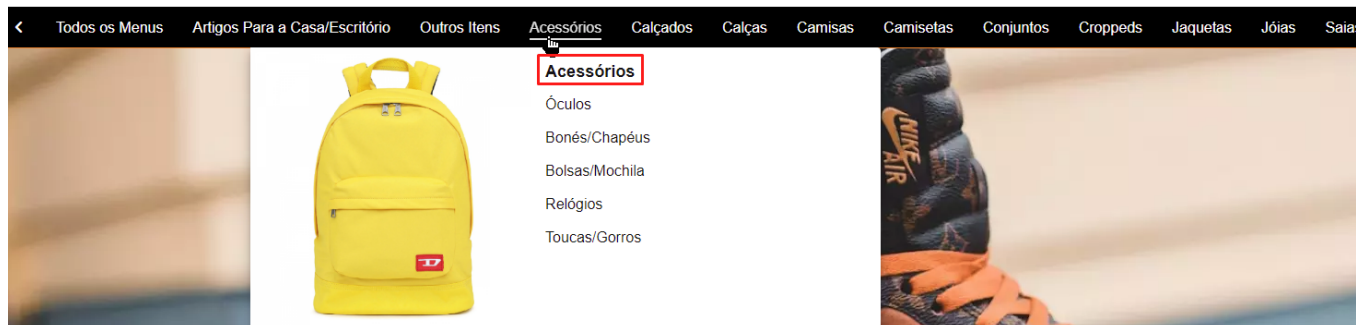 Todos os Menus Artigos Para a Casa/Escritório Outros Itens Acessórios Calçados Calças Camisas Camisetas Conjuntos Croppeds Jaquetas Jóias Saias
Acessórios
Óculos
Bonés/Chapéus
Bolsas/Mochila
Relógios
Toucas/Gorros
NIKE
AIR